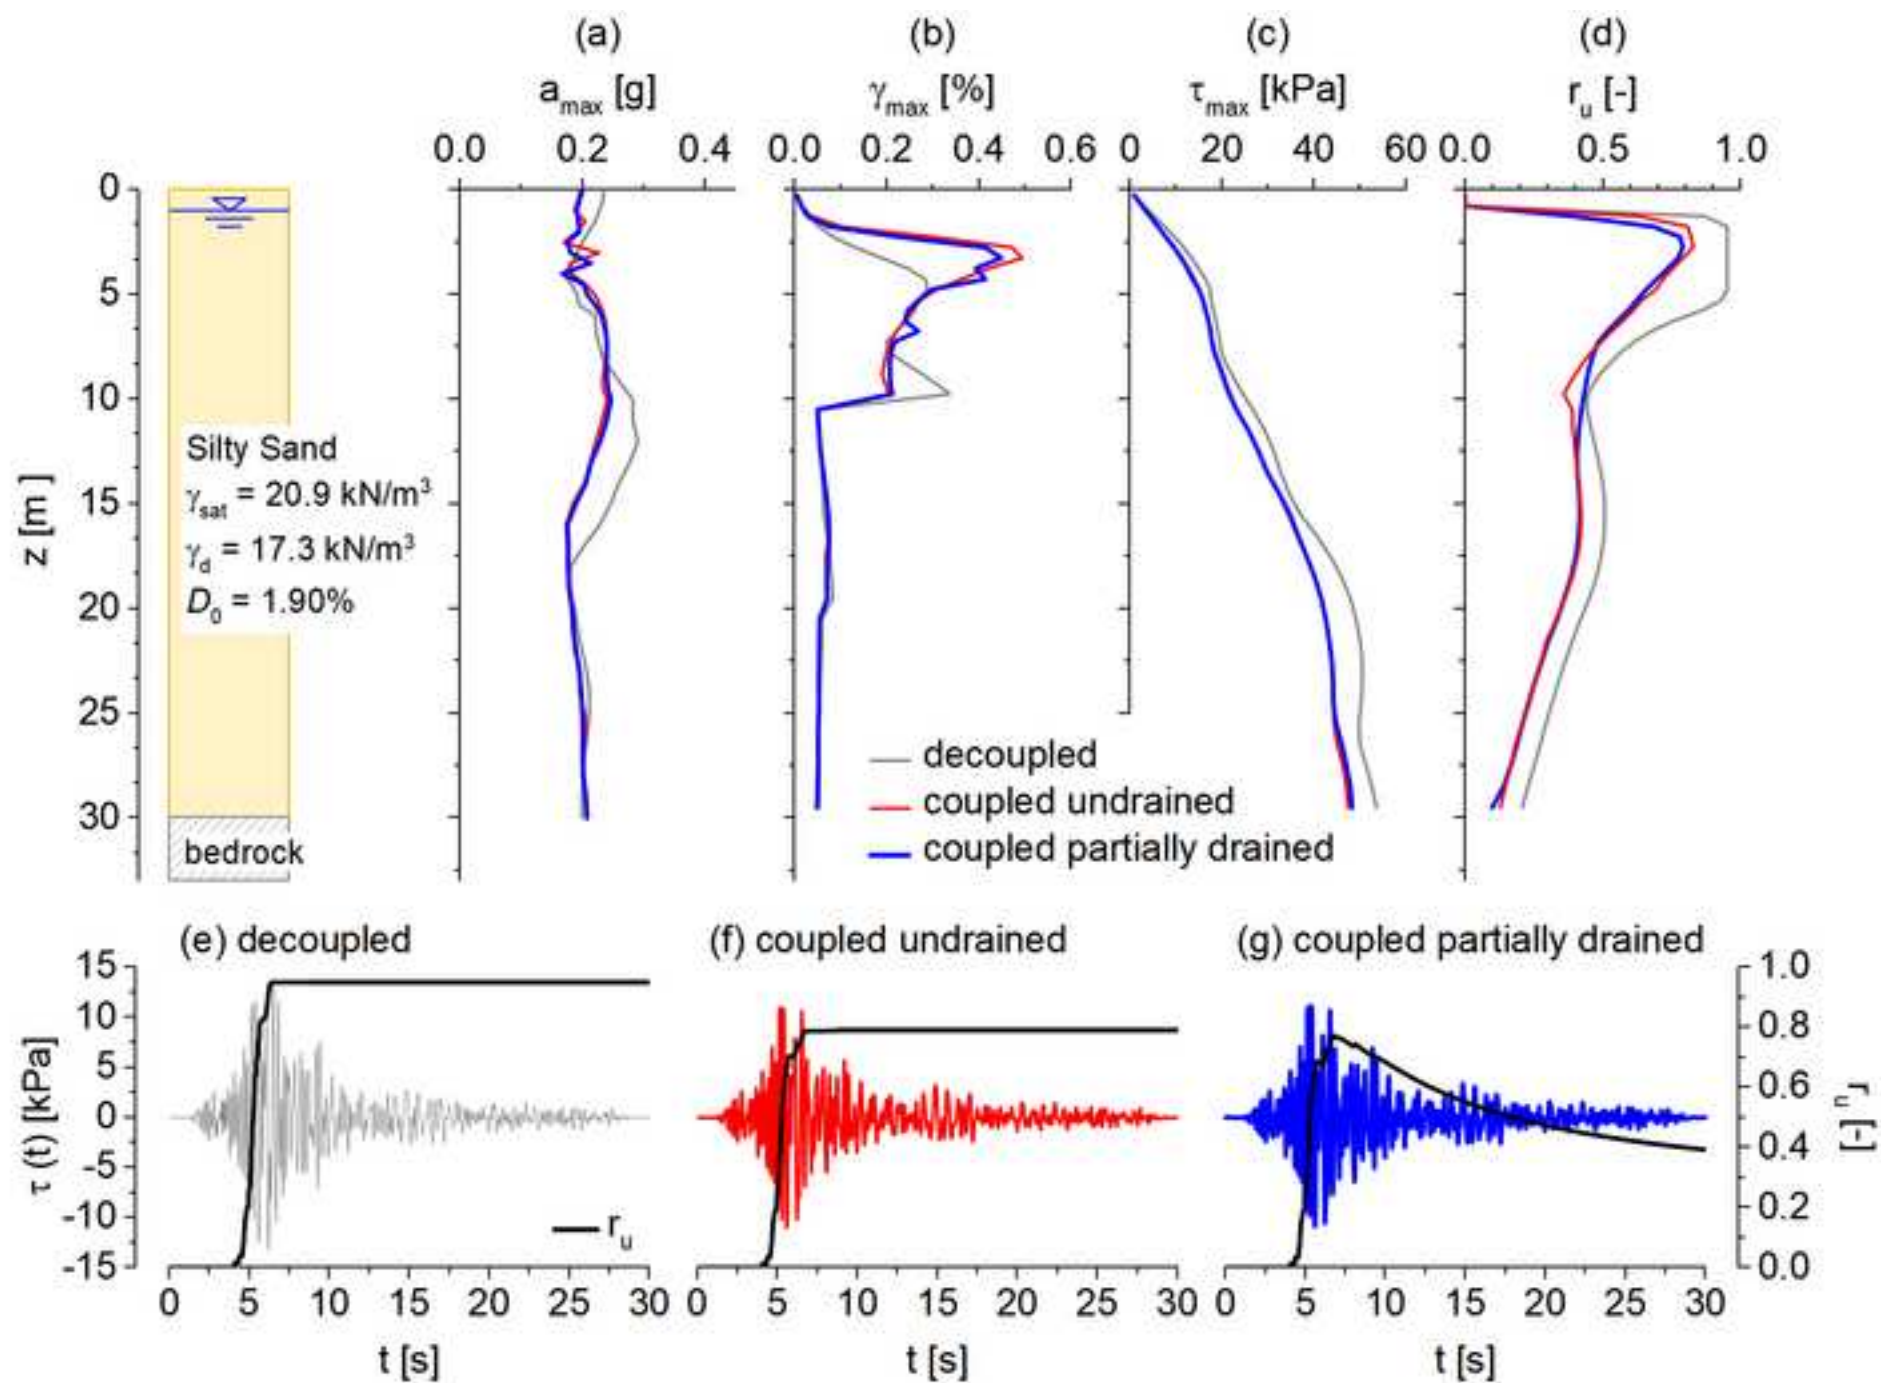 (a) (b) (c) (d)
a_max [g] γ_max [%] τ_max [kPa] r_u [-]
0.0 0.2 0.4 0.0 0.2 0.4 0.6 0 20 40 60 0.0 0.5 1.0
0
5
10
Silty Sand
γ_sat = 20.9 kN/m³
γ_d = 17.3 kN/m³
D_0 = 1.90%
z [m]
15
20
25
30
bedrock
decoupled
coupled undrained
coupled partially drained
(e) decoupled (f) coupled undrained (g) coupled partially drained
15 1.0
10 0.8
5 0.6
0 0.4
-5 0.2
-10 0.0
-15
τ (t) [kPa]
r_u
r_u [-]
0 5 10 15 20 25 30 0 5 10 15 20 25 30 0 5 10 15 20 25 30
t [s] t [s] t [s]